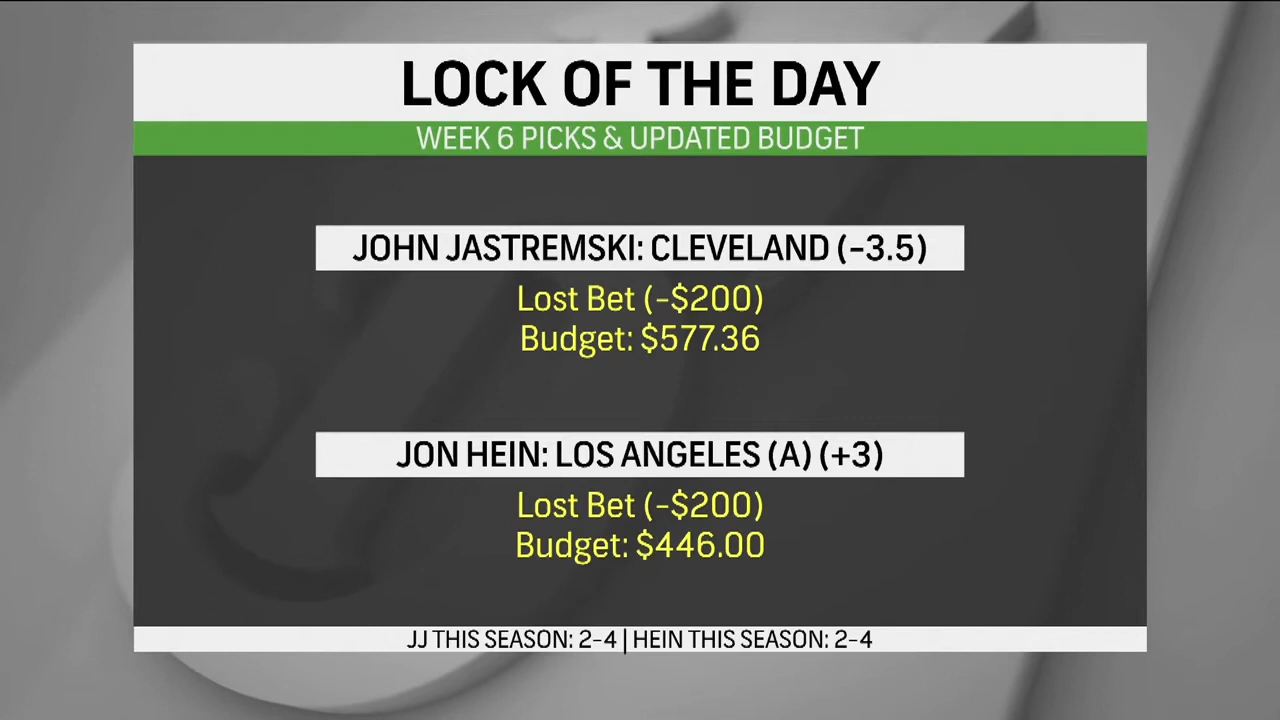 LOCK OF THE DAY
WEEK 6 PICKS & UPDATED BUDGET
JOHN JASTREMSKI: CLEVELAND (-3.5)
Lost Bet (-$200)
Budget: $577.36
JON HEIN: LOS ANGELES (A) (+3)
Lost Bet (-$200)
Budget: $446.00
JJ THIS SEASON: 2-4 | HEIN THIS SEASON: 2-4